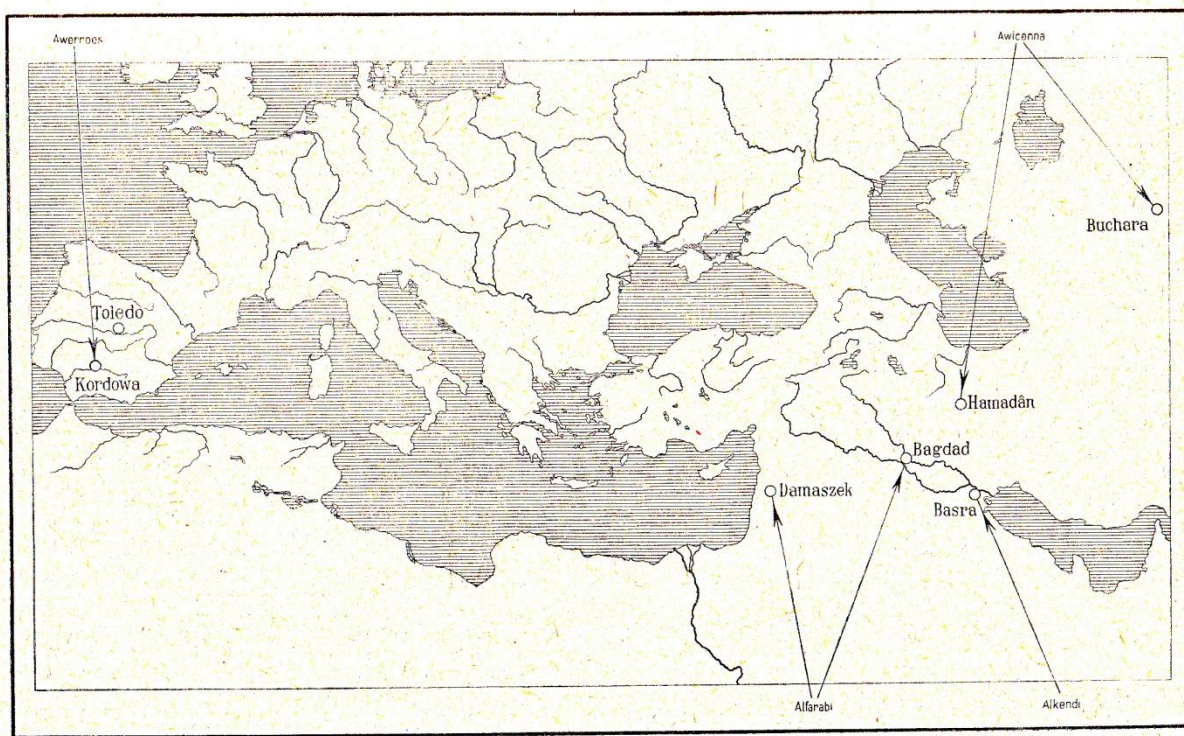 Awerroes
Awicenna
Buchara
Toledo
Kordowa
Hamadân
Bagdad
Damaszek
Basra
Alfarabi
Alkendi